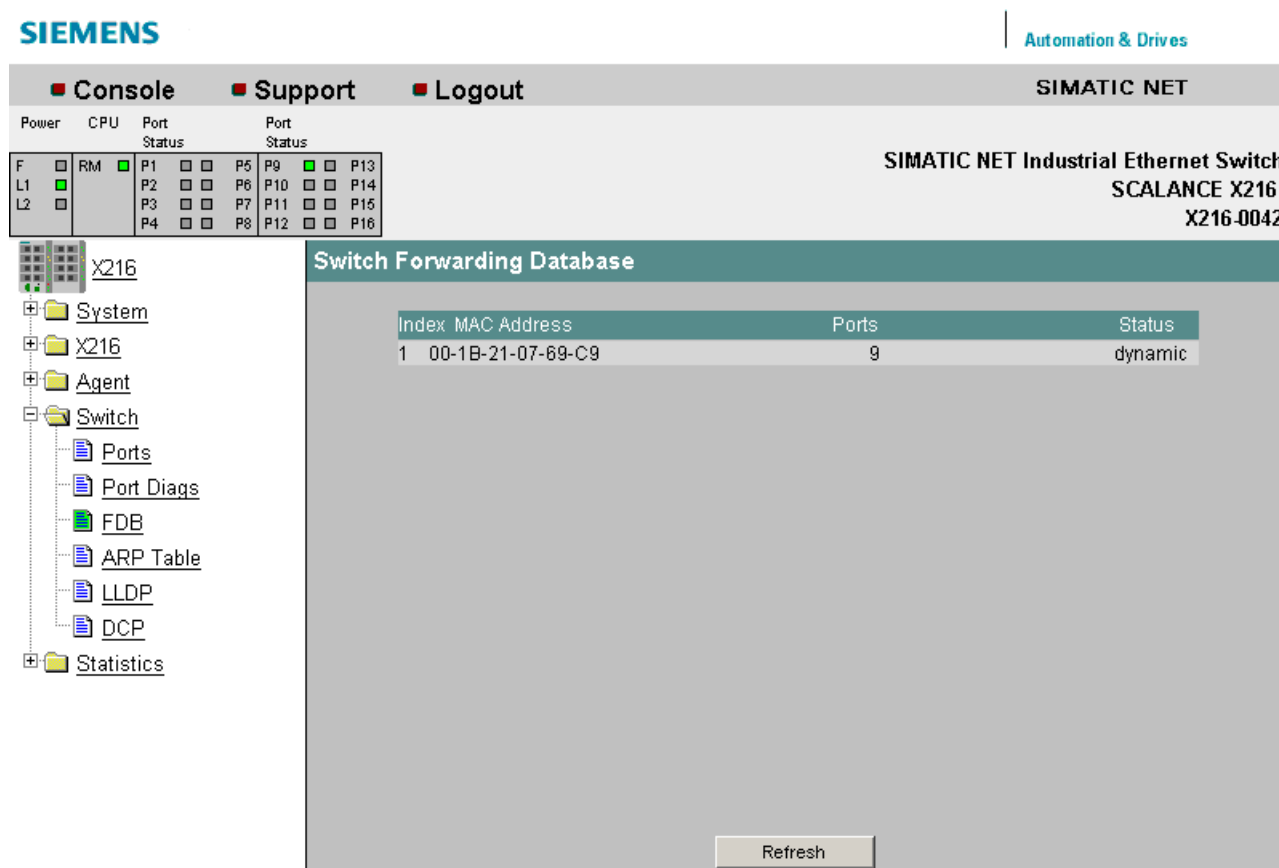 SIEMENS
Automation & Drives
Console Support Logout SIMATIC NET
Power CPU Port Status Port Status
F RM P1 P5 P9 P13
L1 P2 P6 P10 P14
L2 P3 P7 P11 P15
P4 P8 P12 P16
SIMATIC NET Industrial Ethernet Switch
SCALANCE X216
X216-0042
X216
System
X216
Agent
Switch
Ports
Port Diags
FDB
ARP Table
LLDP
DCP
Statistics
Switch Forwarding Database
Index MAC Address Ports Status
1 00-1B-21-07-69-C9 9 dynamic
Refresh